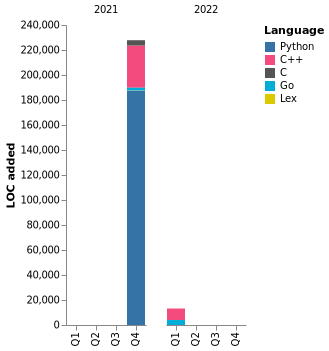 2021 2022
Language
Python
C++
C
Go
Lex
LOC added
240,000
220,000
200,000
180,000
160,000
140,000
120,000
100,000
80,000
60,000
40,000
20,000
0
Q1 Q2 Q3 Q4 Q1 Q2 Q3 Q4